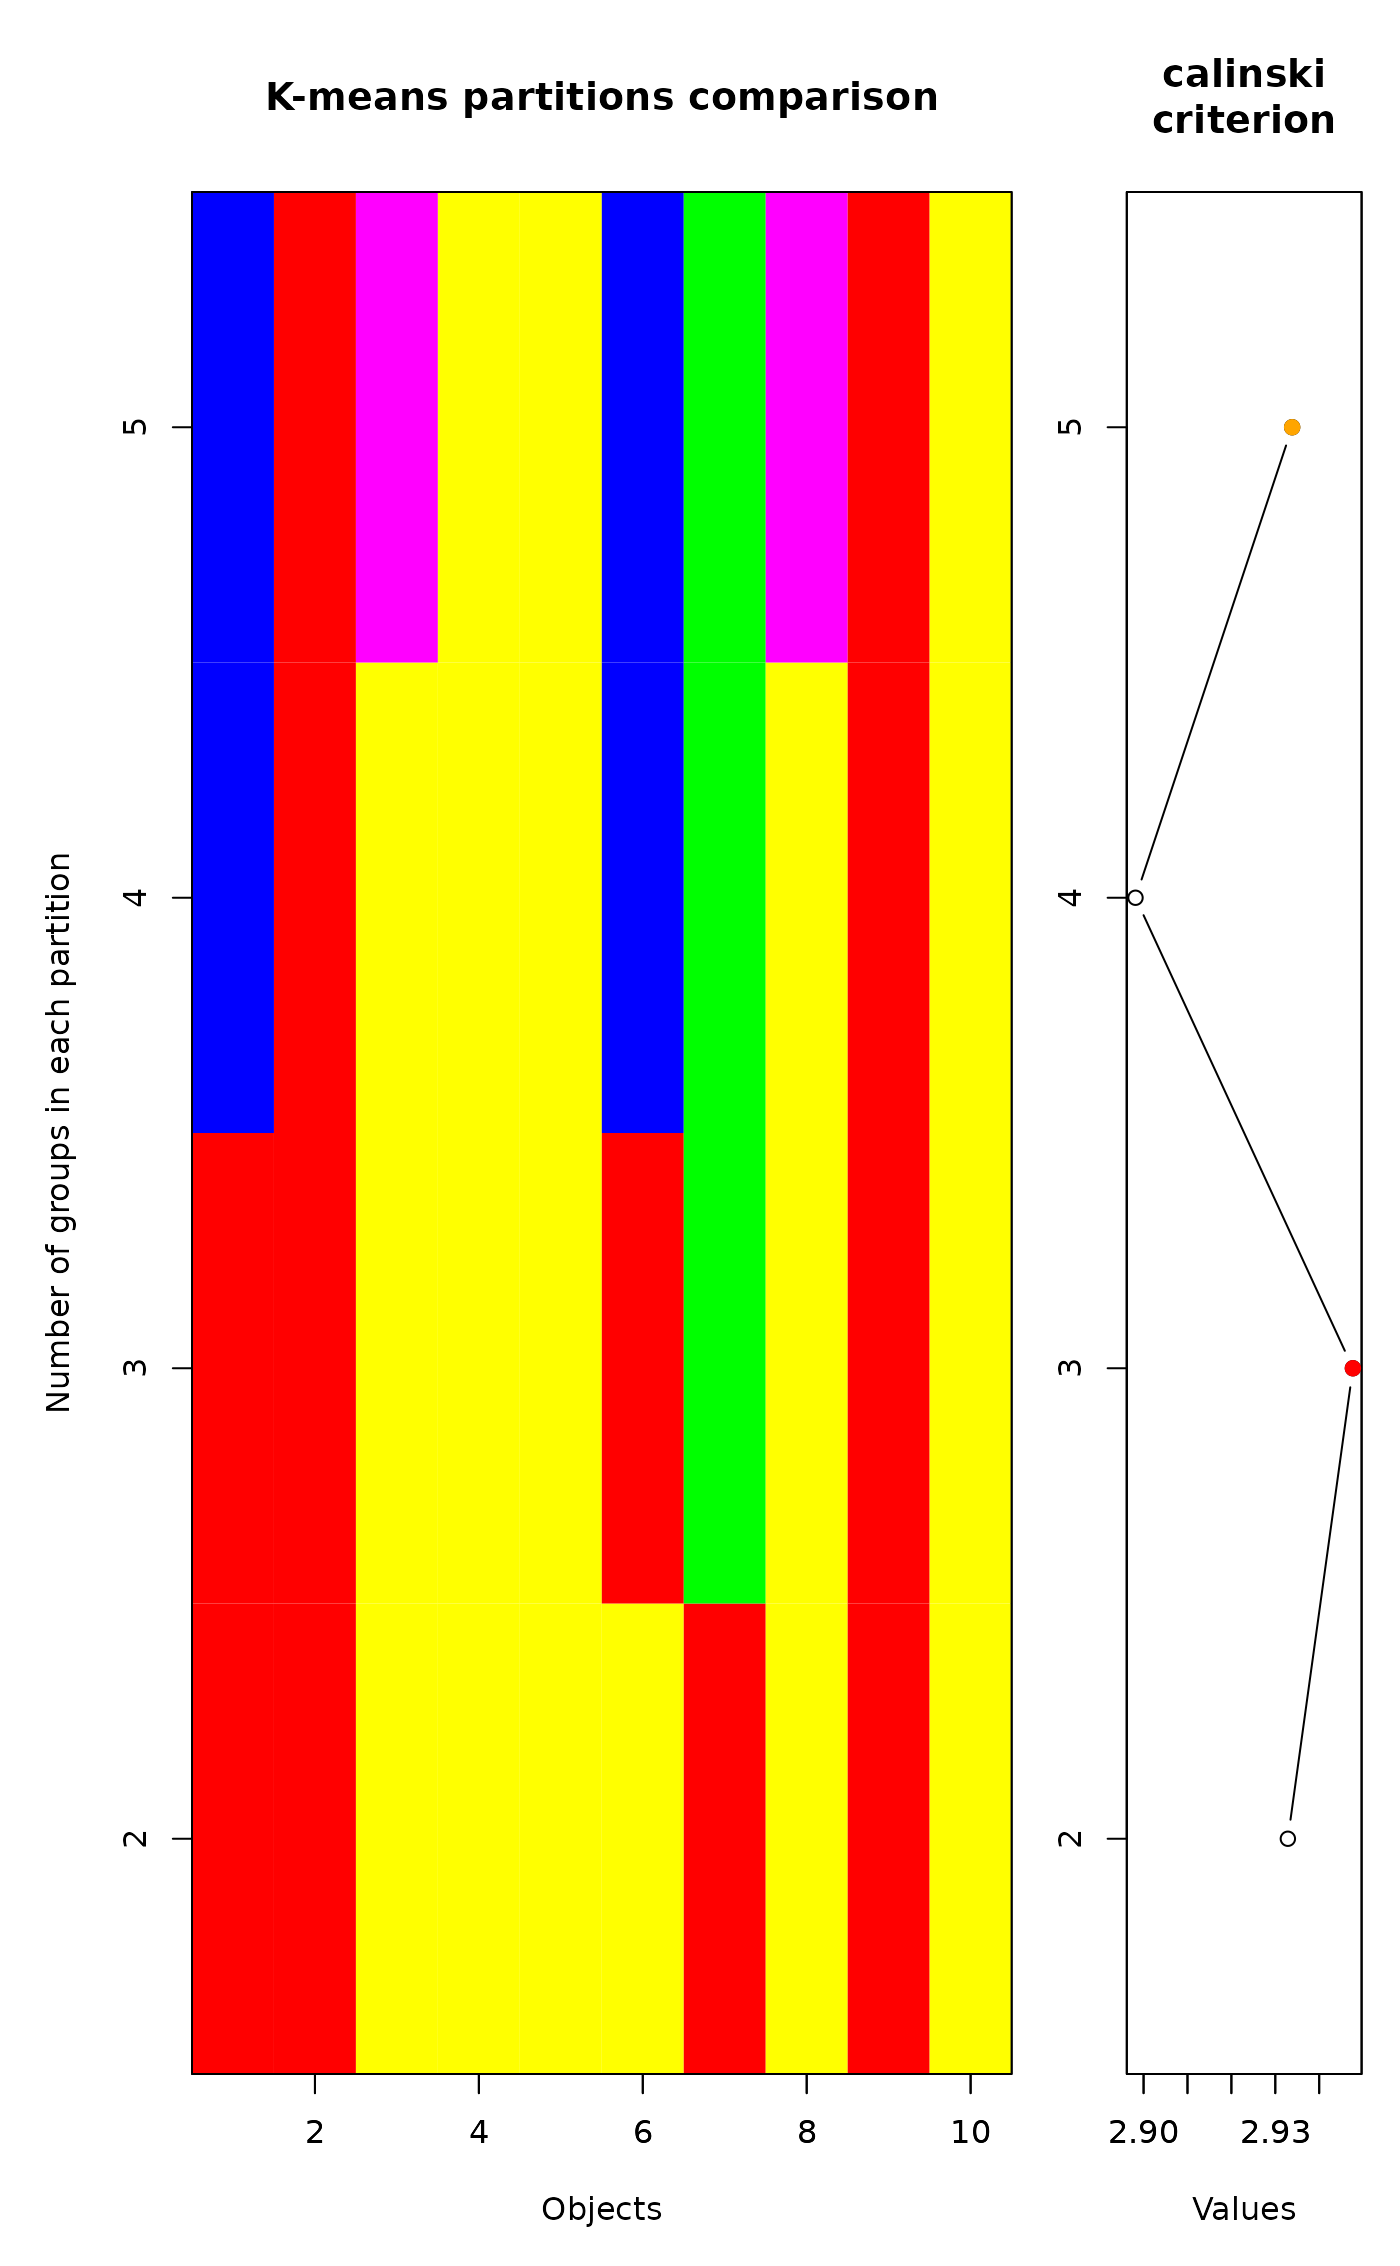 K-means partitions comparison
calinski
criterion
Number of groups in each partition
5
4
3
2
2 4 6 8 10
Objects
5
4
3
2
2.90 2.93
Values